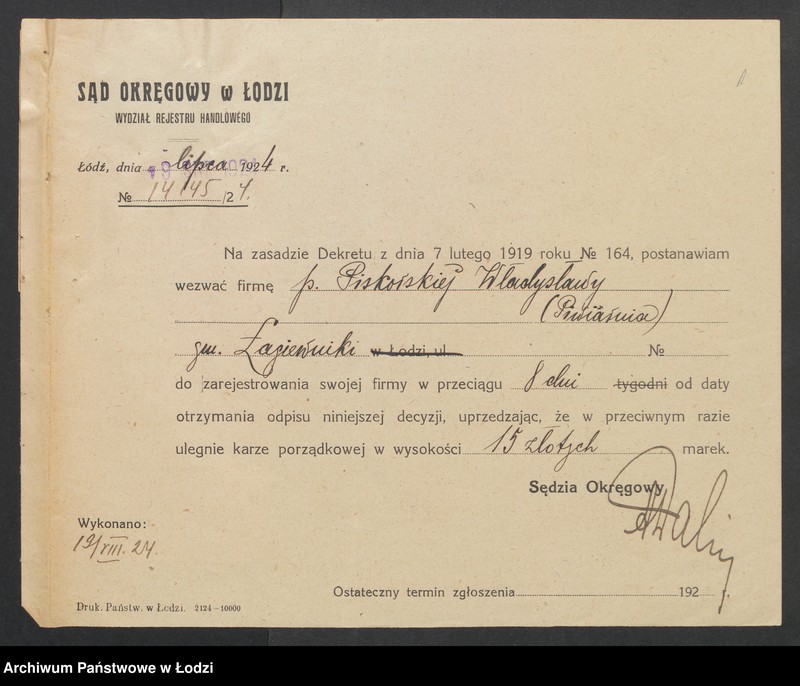 SĄD OKRĘGOWY w ŁODZI
WYDZIAŁ REJESTRU HANDLOWEGO
Łódź, dnia lipca 1924 r.
№ 14145/24.
Na zasadzie Dekretu z dnia 7 lutego 1919 roku № 164, postanawiam
wezwać firmę p. Piskorskiej Władysławy
(Piwiarnia)
gm. Łagiewniki w Łodzi, ul. №
do zarejestrowania swojej firmy w przeciągu 8 dni tygodni od daty
otrzymania odpisu niniejszej decyzji, uprzedzając, że w przeciwnym razie
ulegnie karze porządkowej w wysokości 15 złotych marek.
Sędzia Okręgowy
Wykonano:
19/VIII. 24.
Ostateczny termin zgłoszenia 192 r.
Druk. Państw. w Łodzi. 2124–10000
Archiwum Państwowe w Łodzi